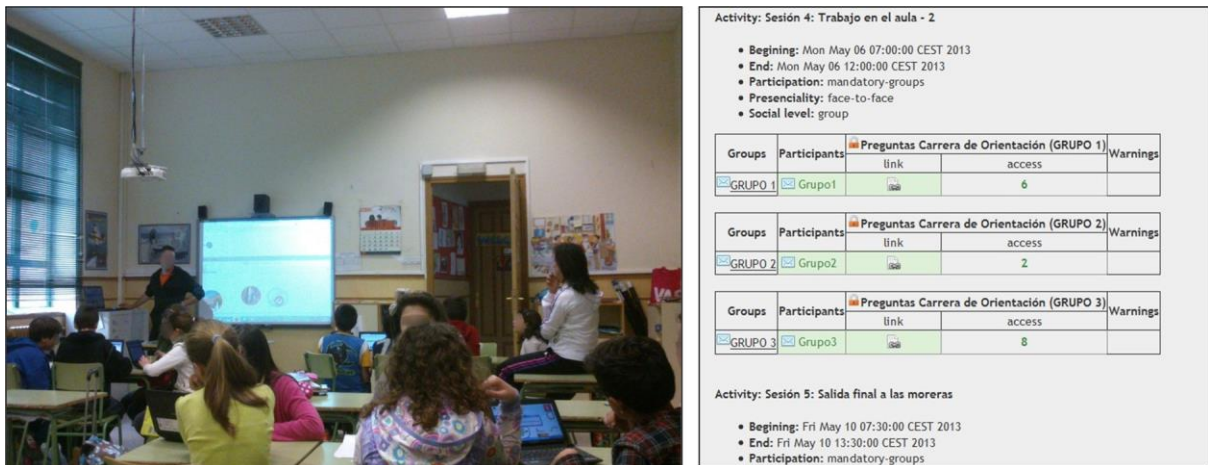 Activity: Sesión 4: Trabajo en el aula - 2
• Begining: Mon May 06 07:00:00 CEST 2013
• End: Mon May 06 12:00:00 CEST 2013
• Participation: mandatory-groups
• Presenciality: face-to-face
• Social level: group
Groups Participants Preguntas Carrera de Orientación (GRUPO 1) Warnings
link access
GRUPO 1 Grupo1 6
Groups Participants Preguntas Carrera de Orientación (GRUPO 2) Warnings
link access
GRUPO 2 Grupo2 2
Groups Participants Preguntas Carrera de Orientación (GRUPO 3) Warnings
link access
GRUPO 3 Grupo3 8
Activity: Sesión 5: Salida final a las moreras
• Begining: Fri May 10 07:30:00 CEST 2013
• End: Fri May 10 13:30:00 CEST 2013
• Participation: mandatory-groups